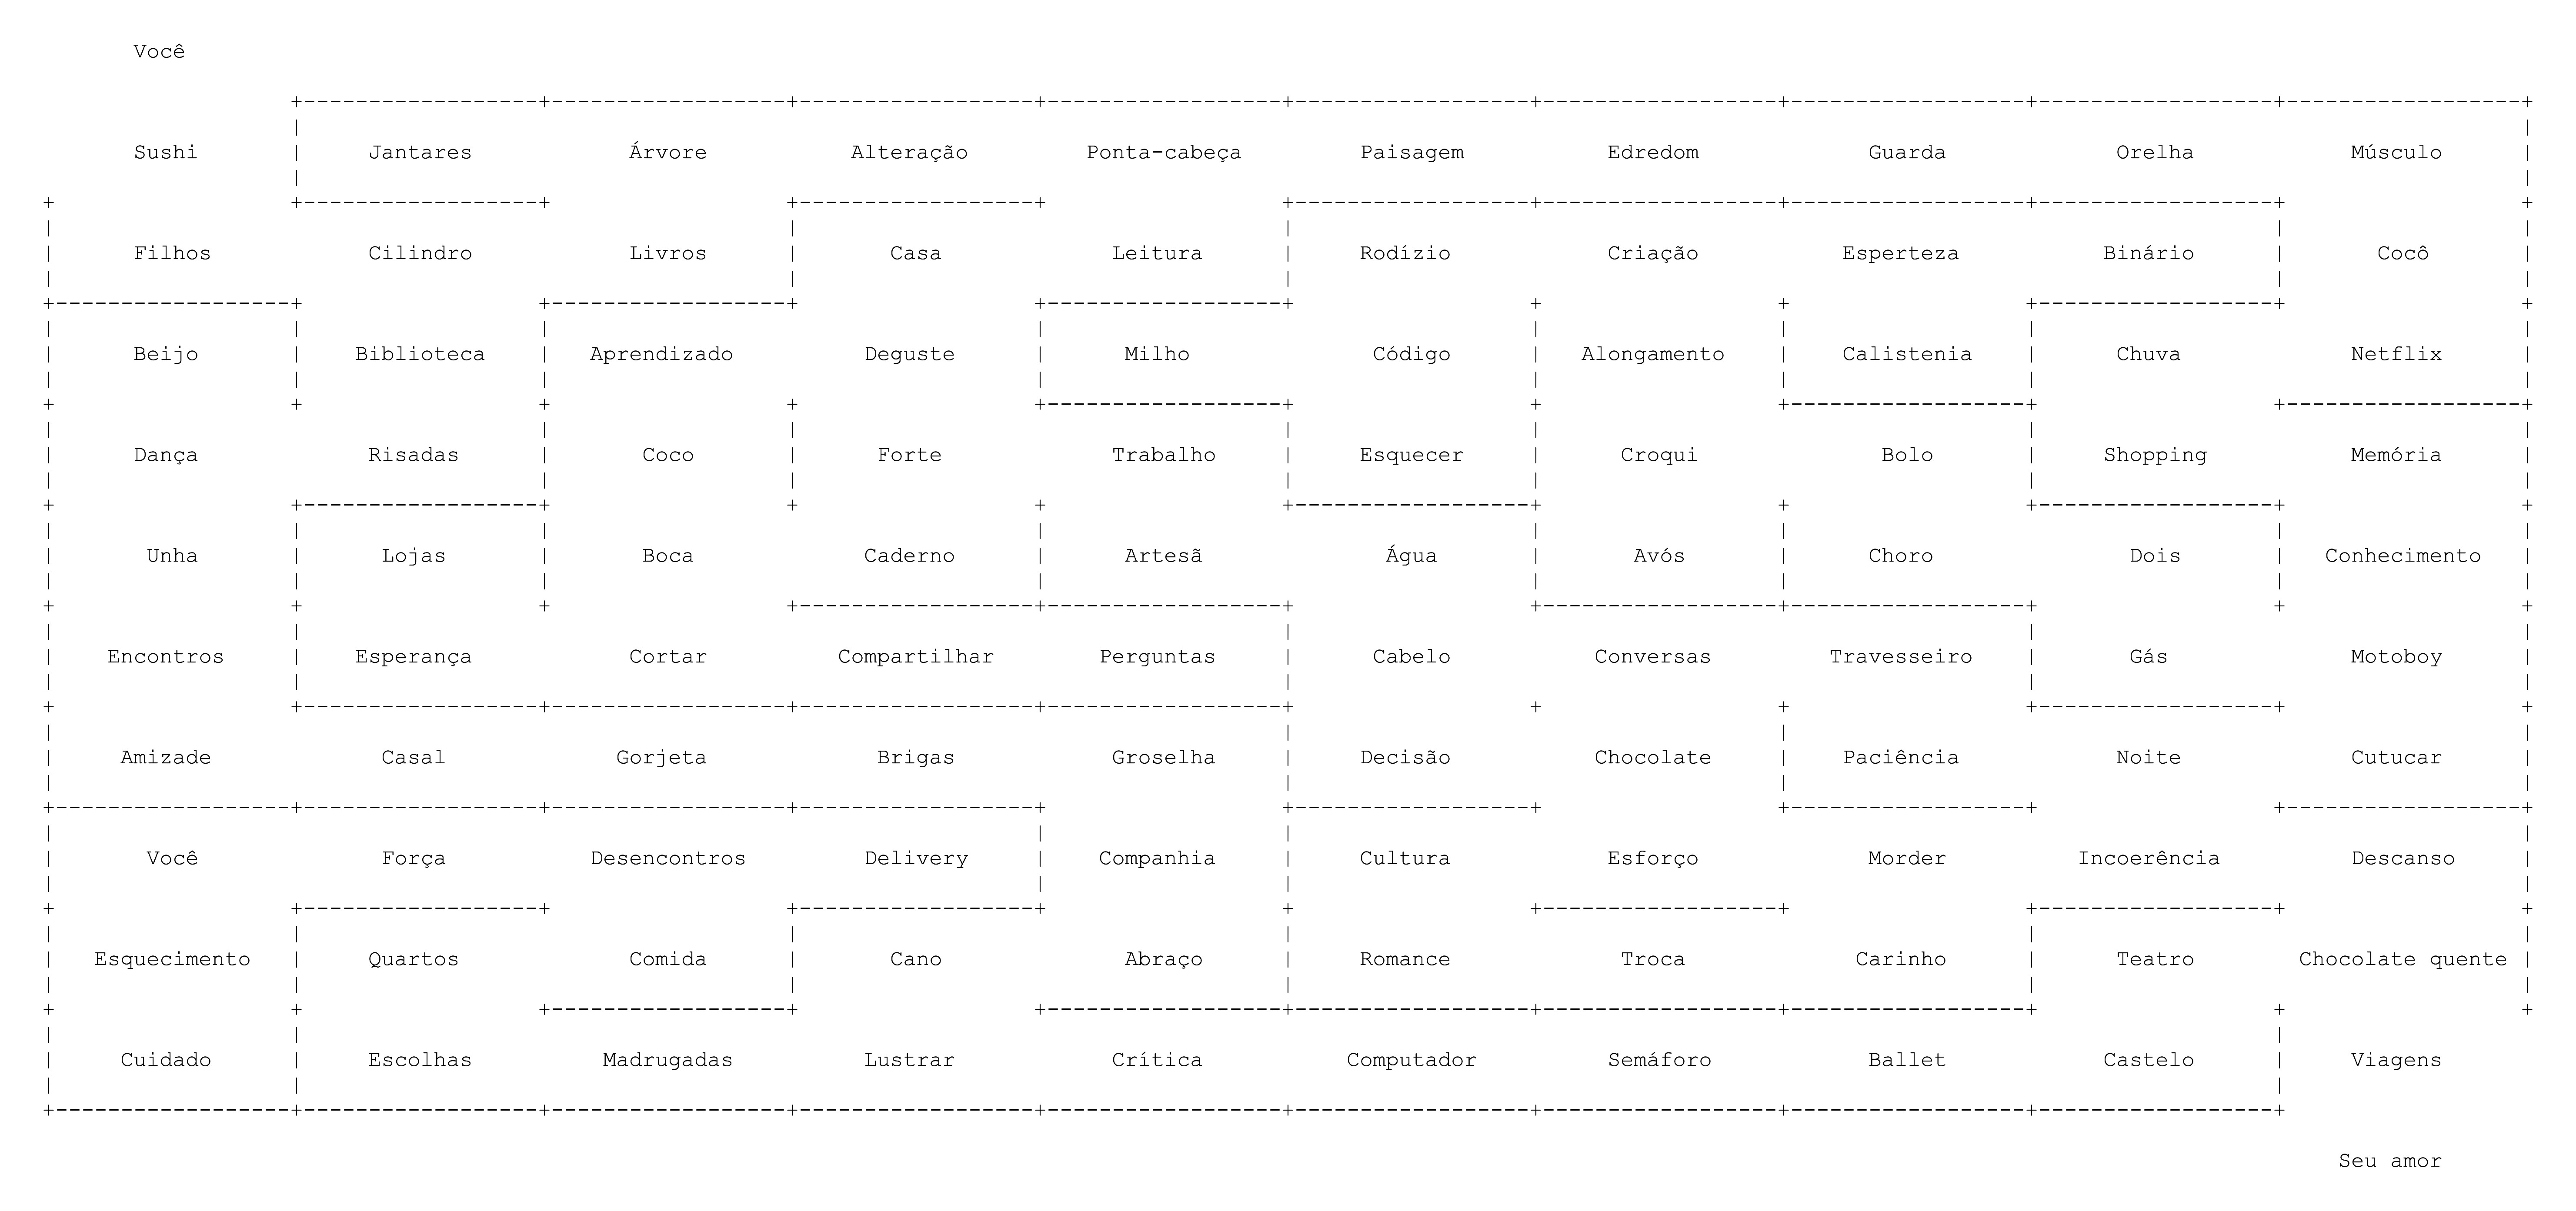 Você
Sushi Jantares Árvore Alteração Ponta-cabeça Paisagem Edredom Guarda Orelha Músculo
Filhos Cilindro Livros Casa Leitura Rodízio Criação Esperteza Binário Cocô
Beijo Biblioteca Aprendizado Deguste Milho Código Alongamento Calistenia Chuva Netflix
Dança Risadas Coco Forte Trabalho Esquecer Croqui Bolo Shopping Memória
Unha Lojas Boca Caderno Artesã Água Avós Choro Dois Conhecimento
Encontros Esperança Cortar Compartilhar Perguntas Cabelo Conversas Travesseiro Gás Motoboy
Amizade Casal Gorjeta Brigas Groselha Decisão Chocolate Paciência Noite Cutucar
Você Força Desencontros Delivery Companhia Cultura Esforço Morder Incoerência Descanso
Esquecimento Quartos Comida Cano Abraço Romance Troca Carinho Teatro Chocolate quente
Cuidado Escolhas Madrugadas Lustrar Crítica Computador Semáforo Ballet Castelo Viagens
Seu amor